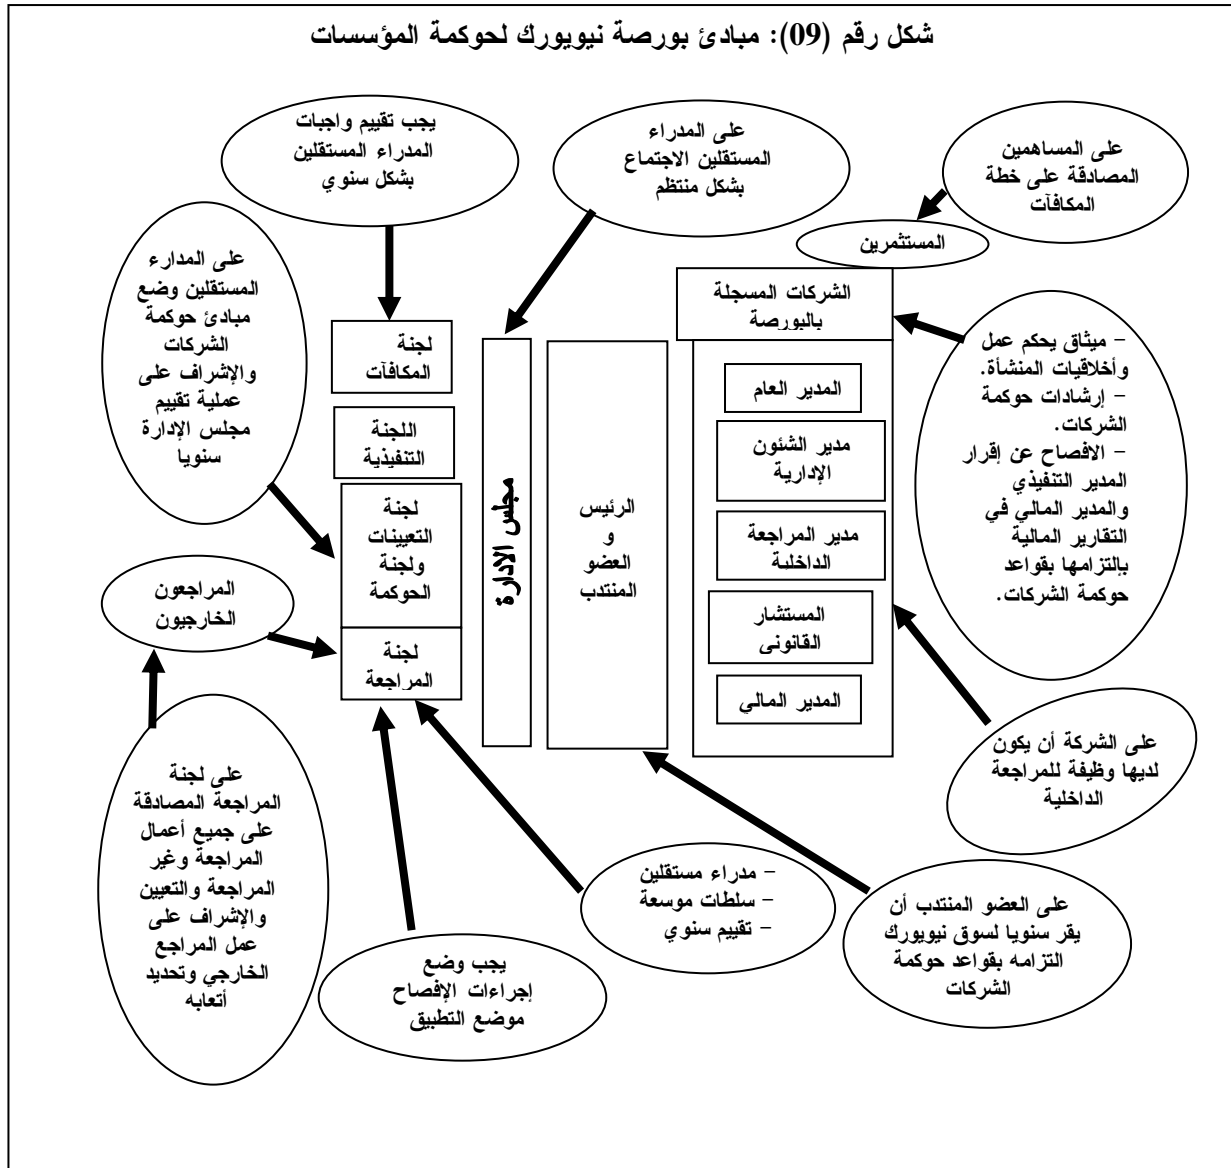 شكل رقم (09): مبادئ بورصة نيويورك لحوكمة المؤسسات
على المساهمين
المصادقة على خطة
المكافآت
المستثمرين
على المدراء
المستقلين الاجتماع
بشكل منتظم
يجب تقييم واجبات
المدراء المستقلين
بشكل سنوي
على المدارء
المستقلين وضع
مبادئ حوكمة
الشركات
والإشراف على
عملية تقييم
مجلس الإدارة
سنويا
الشركات المسجلة
بالبورصة
المدير العام
مدير الشئون
الإدارية
مدير المراجعة
الداخلية
المستشار
القانونى
المدير المالي
الرئيس
و
العضو
المنتدب
مجلس الادارة
لجنة
المكافآت
اللجنة
التنفيذية
لجنة
التعيينات
ولجنة
الحوكمة
لجنة
المراجعة
- ميثاق يحكم عمل
وأخلاقيات المنشأة.
- إرشادات حوكمة
الشركات.
- الافصاح عن إقرار
المدير التنفيذي
والمدير المالي في
التقارير المالية
بإلتزامها بقواعد
حوكمة الشركات.
المراجعون
الخارجيون
على الشركة أن يكون
لديها وظيفة للمراجعة
الداخلية
على لجنة
المراجعة المصادقة
على جميع أعمال
المراجعة وغير
المراجعة والتعيين
والإشراف على
عمل المراجع
الخارجي وتحديد
أتعابه
- مدراء مستقلين
- سلطات موسعة
- تقييم سنوي
على العضو المنتدب أن
يقر سنويا لسوق نيويورك
التزامه بقواعد حوكمة
الشركات
يجب وضع
إجراءات الإفصاح
موضع التطبيق